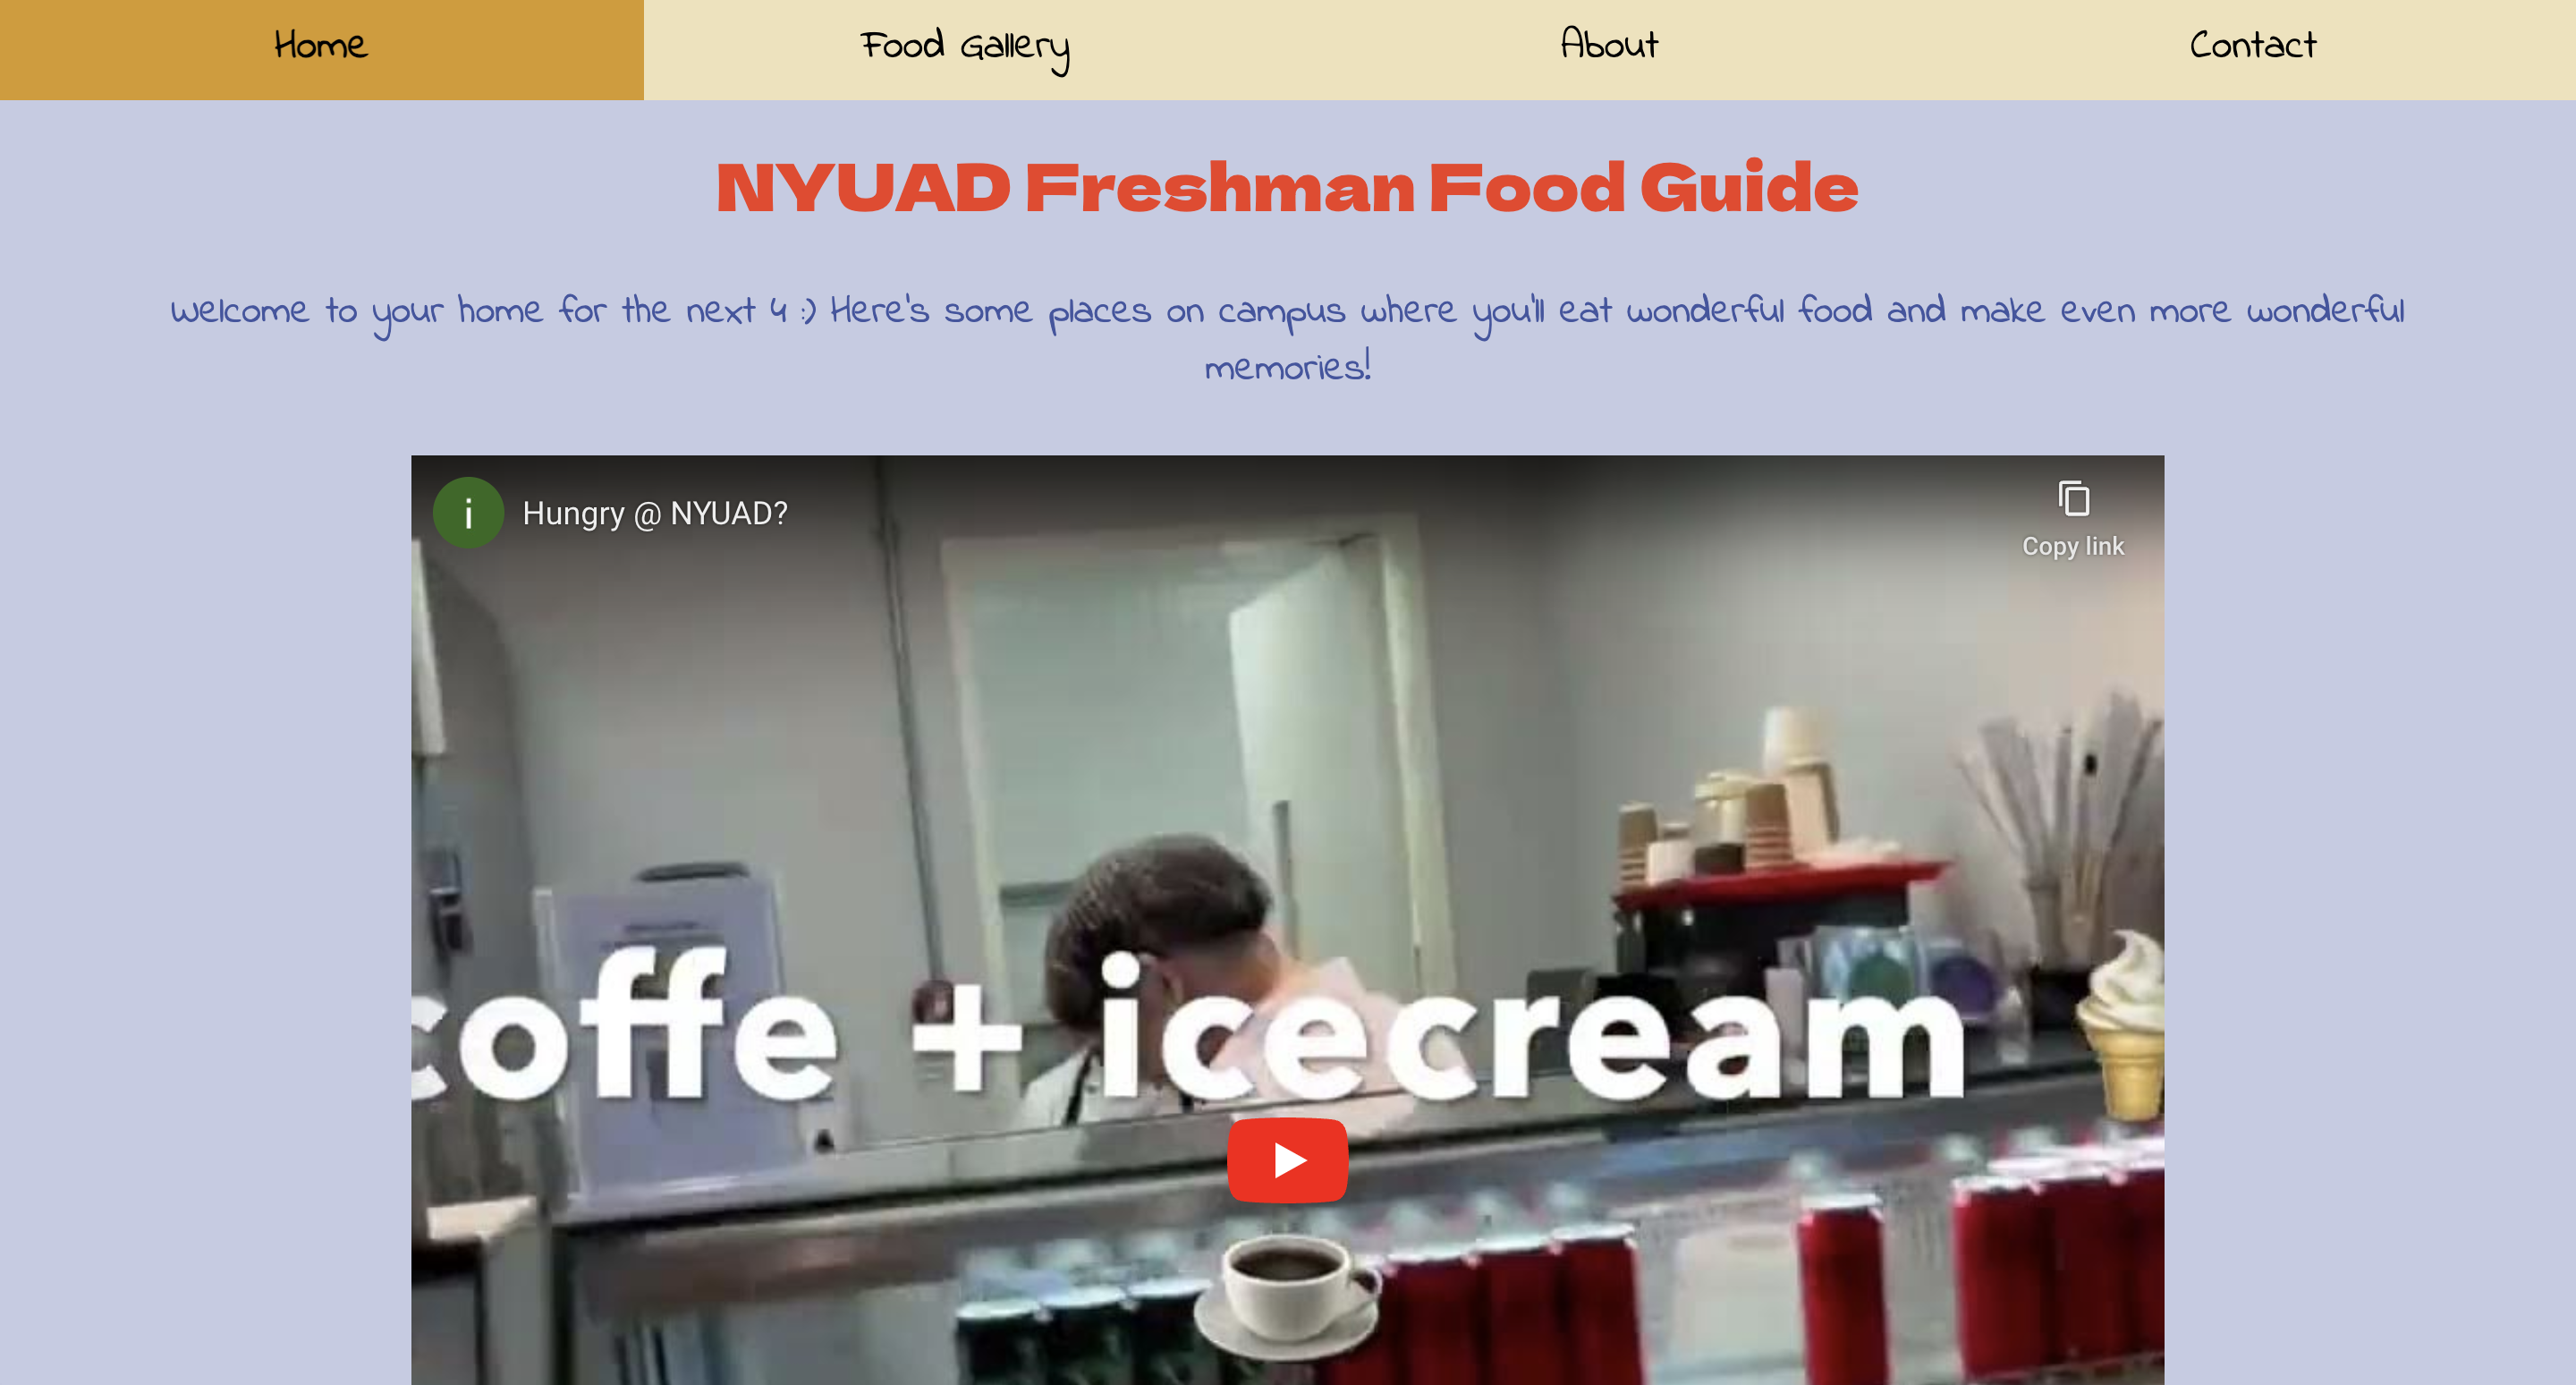 Home Food Gallery About Contact
NYUAD Freshman Food Guide
Welcome to your home for the next 4 :) Here's some places on campus where you'll eat wonderful food and make even more wonderful
memories!
i Hungry @ NYUAD?
Copy link
coffe + icecream